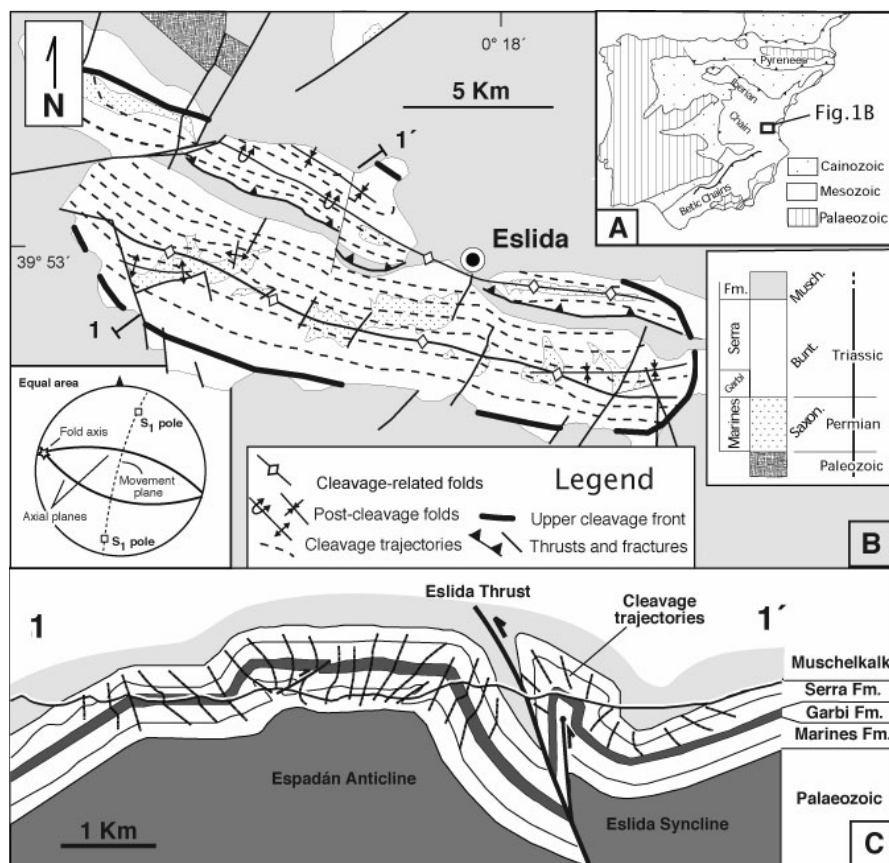 N
0° 18´
5 Km
1´
Eslida
39° 53´
1
B
Pyrenees
Iberian
Chain
Fig.1B
Betic Chains
Cainozoic
Mesozoic
Palaeozoic
A
Fm.
Serra
Garbi
Marines
Musch.
Bunt.
Saxon.
Triassic
Permian
Paleozoic
B
Equal area
S1 pole
Fold axis
Movement
plane
Axial planes
S1 pole
Legend
Cleavage-related folds
Post-cleavage folds
Cleavage trajectories
Upper cleavage front
Thrusts and fractures
1
Eslida Thrust
Cleavage
trajectories
1´
Muschelkalk
Serra Fm.
Garbi Fm.
Marines Fm.
Palaeozoic
Espadán Anticline
Eslida Syncline
1 Km
C